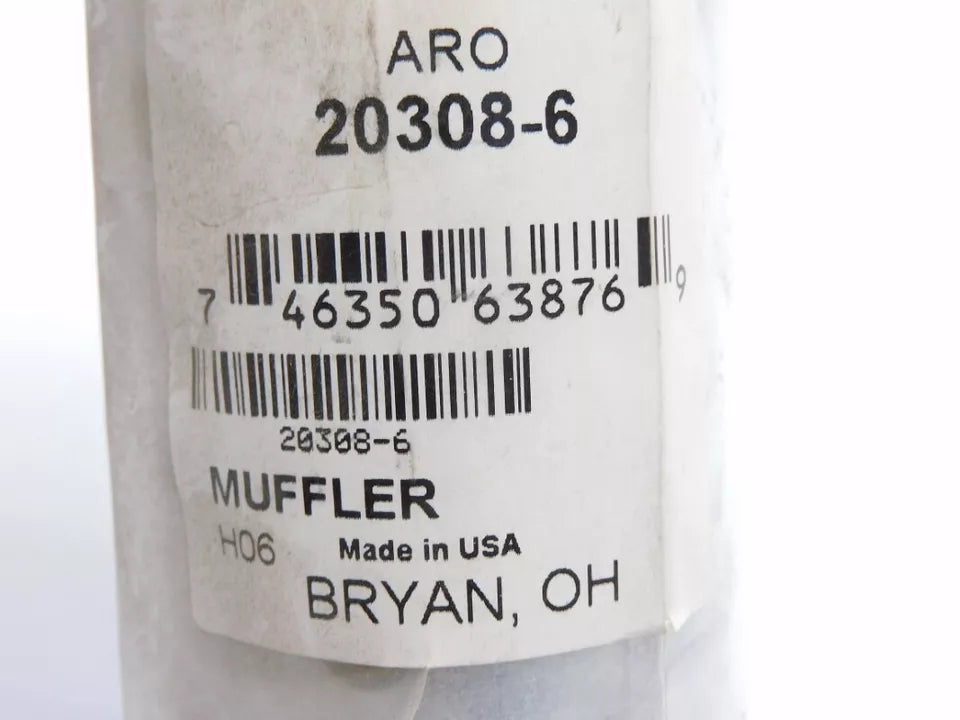 ARO
20308-6
7 46350 63876 9
20308-6
MUFFLER
H06 Made in USA
BRYAN, OH